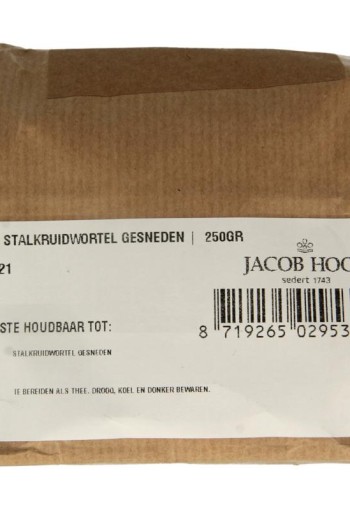 STALKRUIDWORTEL GESNEDEN | 250GR
21
JACOB HOO
sedert 1743
STE HOUDBAAR TOT:
8 719265 02953
STALKRUIDWORTEL GESNEDEN
TE BEREIDEN ALS THEE. DROOG, KOEL EN DONKER BEWAREN.